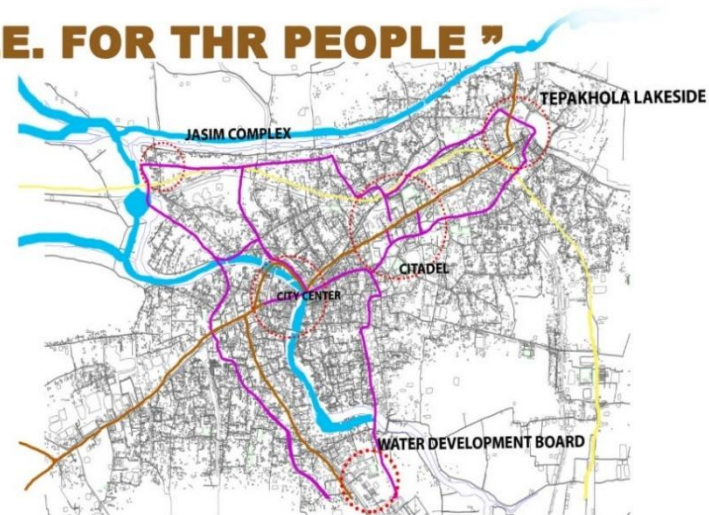 E. FOR THR PEOPLE ”
TEPAKHOLA LAKESIDE
JASIM COMPLEX
CITADEL
CITY CENTER
WATER DEVELOPMENT BOARD